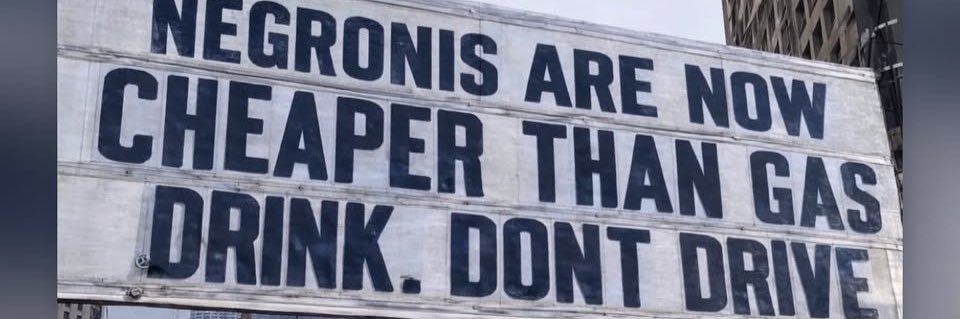 NEGRONIS ARE NOW
CHEAPER THAN GAS
DRINK. DONT DRIVE